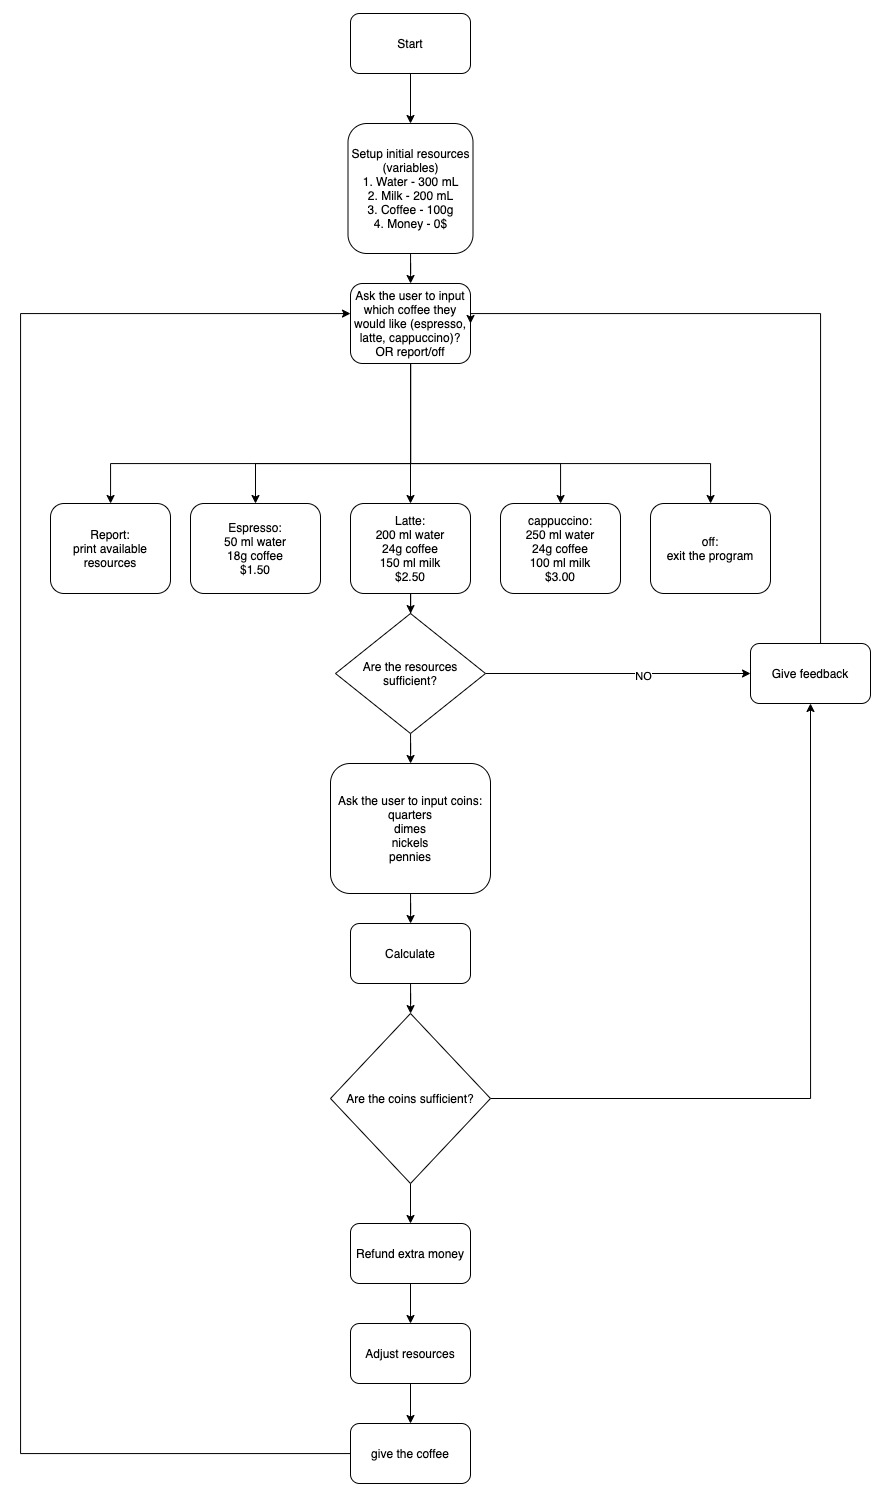 Start
Setup initial resources
(variables)
1. Water - 300 mL
2. Milk - 200 mL
3. Coffee - 100g
4. Money - 0$
Ask the user to input
which coffee they
would like (espresso,
latte, cappuccino)?
OR report/off
Report:
print available
resources
Espresso:
50 ml water
18g coffee
$1.50
Latte:
200 ml water
24g coffee
150 ml milk
$2.50
cappuccino:
250 ml water
24g coffee
100 ml milk
$3.00
off:
exit the program
Are the resources
sufficient?
NO
Give feedback
Ask the user to input coins:
quarters
dimes
nickels
pennies
Calculate
Are the coins sufficient?
Refund extra money
Adjust resources
give the coffee